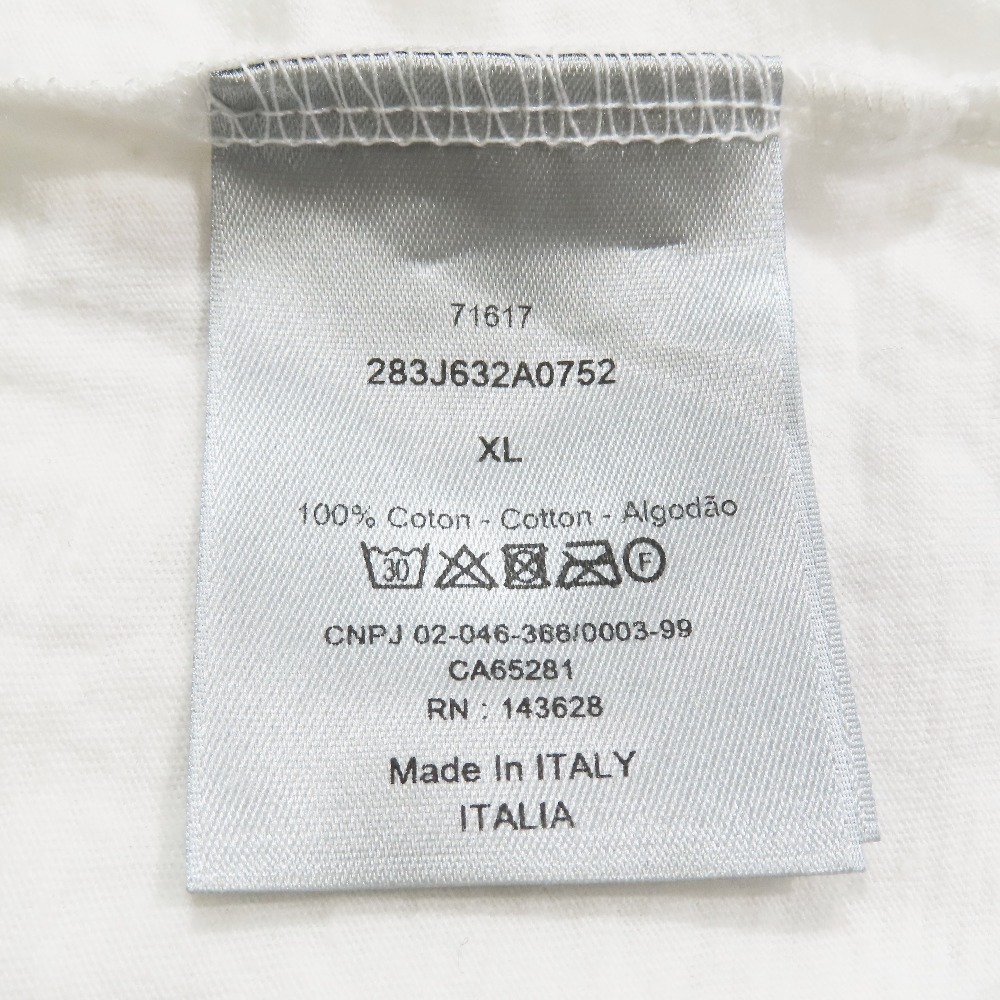 71617
283J632A0752
XL
100% Coton - Cotton - Algodão
30 F
CNPJ 02-046-366/0003-99
CA65281
RN : 143628
Made In ITALY
ITALIA